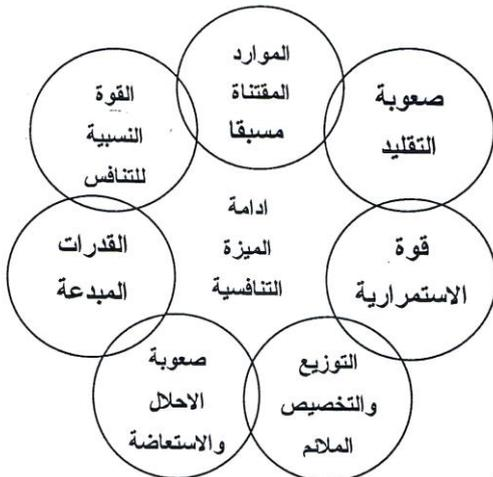 الموارد
المقتناة
مسبقا
صعوبة
التقليد
قوة
الاستمرارية
التوزيع
والتخصيص
الملائم
صعوبة
الاحلال
والاستعاضة
القدرات
المبدعة
القوة
النسبية
للتنافس
ادامة
الميزة
التنافسية